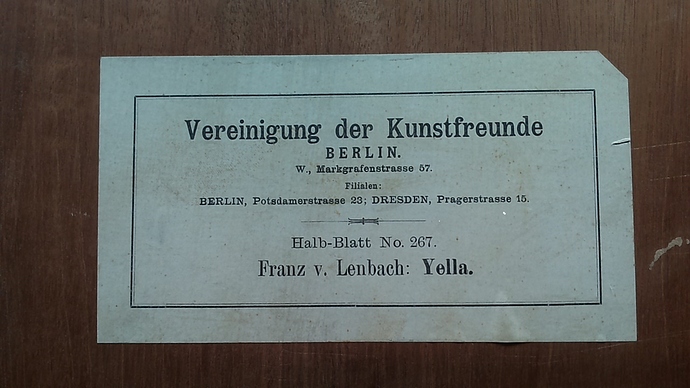 Vereinigung der Kunstfreunde
BERLIN.
W., Markgrafenstrasse 57.
Filialen:
BERLIN, Potsdamerstrasse 23; DRESDEN, Pragerstrasse 15.
Halb-Blatt No. 267.
Franz v. Lenbach: Yella.